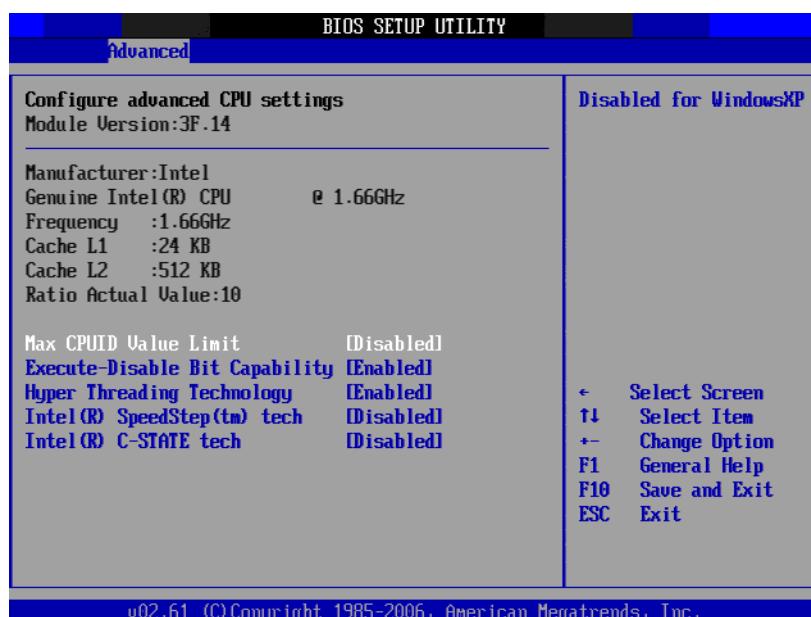 BIOS SETUP UTILITY
Advanced
Configure advanced CPU settings
Module Version:3F.14
Manufacturer:Intel
Genuine Intel(R) CPU @ 1.66GHz
Frequency :1.66GHz
Cache L1 :24 KB
Cache L2 :512 KB
Ratio Actual Value:10
Max CPUID Value Limit [Disabled]
Execute-Disable Bit Capability [Enabled]
Hyper Threading Technology [Enabled]
Intel(R) SpeedStep(tm) tech [Disabled]
Intel(R) C-STATE tech [Disabled]
Disabled for WindowsXP
← Select Screen
↑↓ Select Item
+- Change Option
F1 General Help
F10 Save and Exit
ESC Exit
v02.61 (C)Copyright 1985-2006, American Megatrends, Inc.